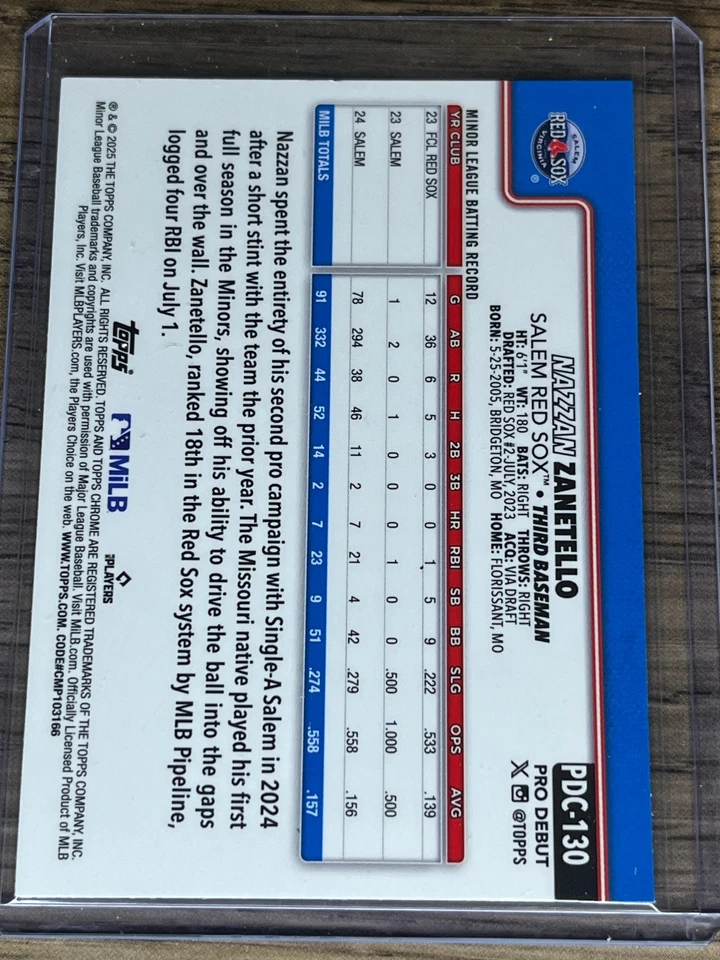 SALEM
RED SOX
VIRGINIA
®
PDC-130
PRO DEBUT
X @TOPPS
NAZZAN ZANETELLO
SALEM RED SOX™ • THIRD BASEMAN
HT: 6'1" WT: 180 BATS: RIGHT THROWS: RIGHT
DRAFTED: RED SOX #2-JULY, 2023 ACQ: VIA DRAFT
BORN: 5-25-2005, BRIDGETON, MO HOME: FLORISSANT, MO
MINOR LEAGUE BATTING RECORD
YR CLUB G AB R H 2B 3B HR RBI SB BB SLG OPS AVG
23 FCL RED SOX 12 36 6 5 3 0 0 1 5 9 .222 .533 .139
23 SALEM 1 2 0 1 0 0 0 1 0 0 .500 1.000 .500
24 SALEM 78 294 38 46 11 2 7 21 4 42 .279 .558 .156
MILB TOTALS 91 332 44 52 14 2 7 23 9 51 .274 .558 .157
Nazzan spent the entirety of his second pro campaign with Single-A Salem in 2024
after a short stint with the team the prior year. The Missouri native played his first
full season in the Minors, showing off his ability to drive the ball into the gaps
and over the wall. Zanetello, ranked 18th in the Red Sox system by MLB Pipeline,
logged four RBI on July 1.
topps MiLB PLAYERS
® & © 2025 THE TOPPS COMPANY, INC. ALL RIGHTS RESERVED. TOPPS AND TOPPS CHROME ARE REGISTERED TRADEMARKS OF THE TOPPS COMPANY, INC.
Minor League Baseball trademarks and copyrights are used with permission of Major League Baseball. Visit MiLB.com. Officially Licensed Product of MLB
Players, Inc. Visit MLBPLAYERS.com, the Players Choice on the web. WWW.TOPPS.COM. CODE#CMP103166